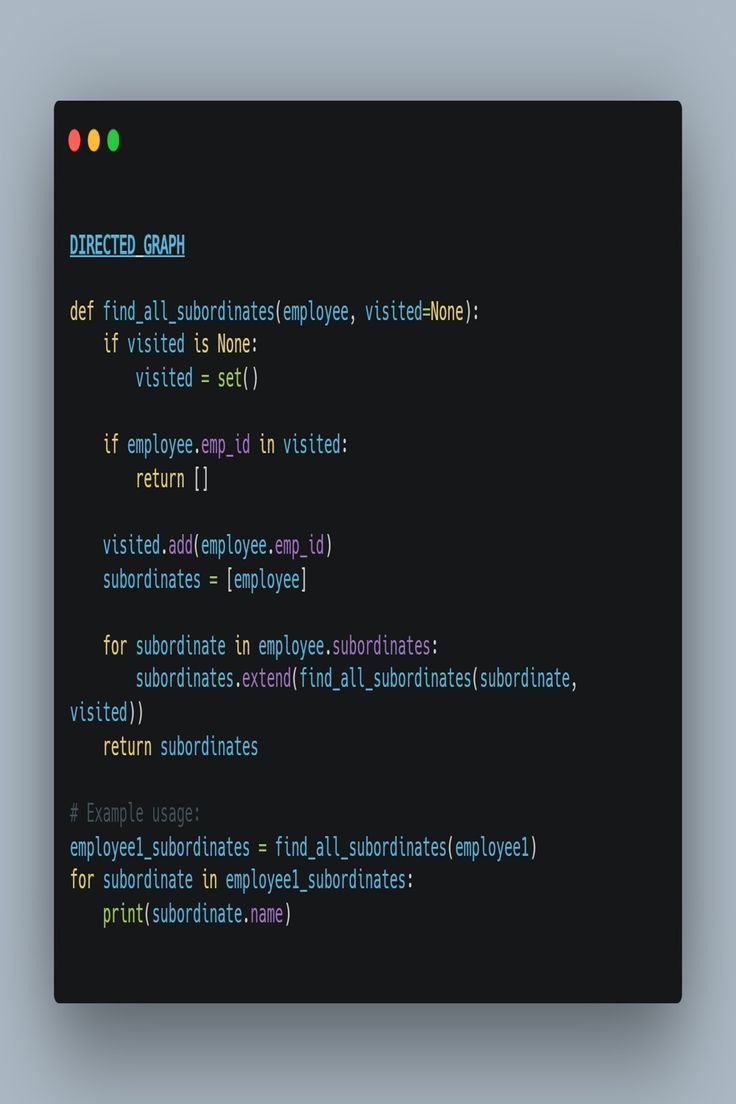 DIRECTED_GRAPH
def find_all_subordinates(employee, visited=None):
    if visited is None:
        visited = set()
    if employee.emp_id in visited:
        return []
    visited.add(employee.emp_id)
    subordinates = [employee]
    for subordinate in employee.subordinates:
        subordinates.extend(find_all_subordinates(subordinate,
visited))
    return subordinates
# Example usage:
employee1_subordinates = find_all_subordinates(employee1)
for subordinate in employee1_subordinates:
    print(subordinate.name)